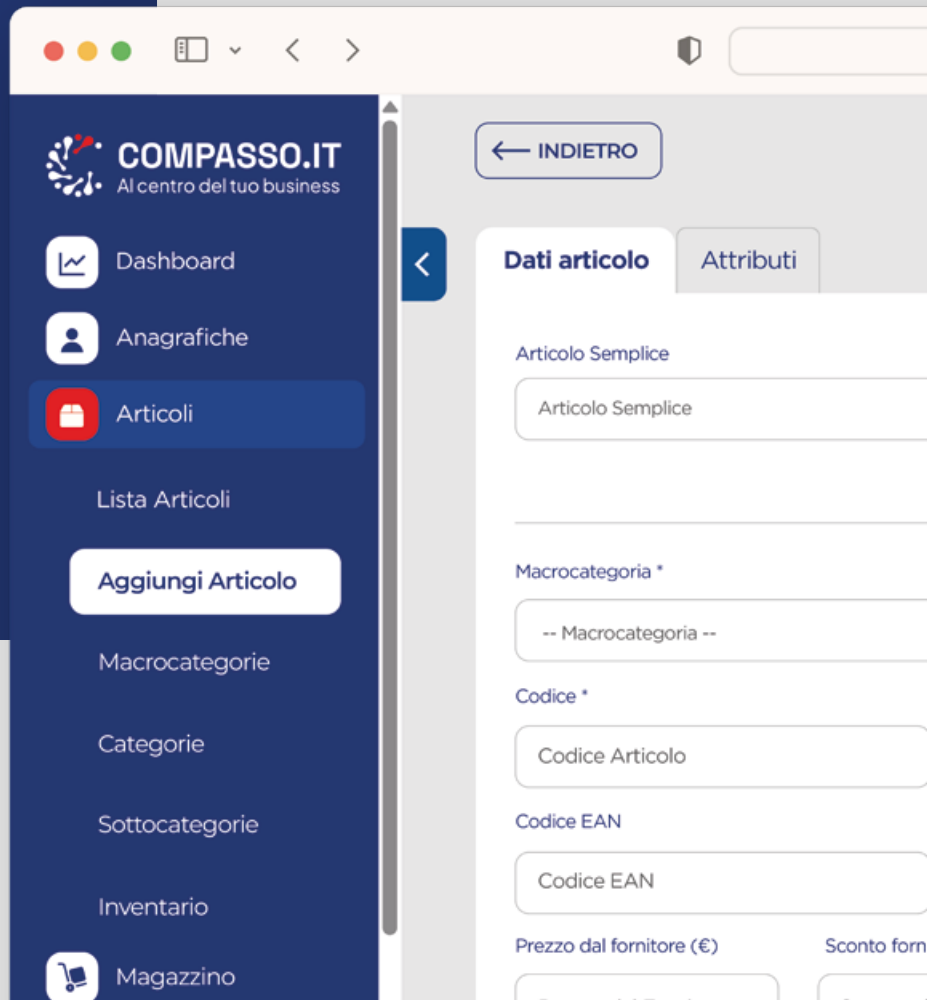 COMPASSO.IT
Al centro del tuo business
Dashboard
Anagrafiche
Articoli
Lista Articoli
Aggiungi Articolo
Macrocategorie
Categorie
Sottocategorie
Inventario
Magazzino
INDIETRO
Dati articolo
Attributi
Articolo Semplice
Articolo Semplice
Macrocategoria *
-- Macrocategoria --
Codice *
Codice Articolo
Codice EAN
Codice EAN
Prezzo dal fornitore (€)
Sconto forn